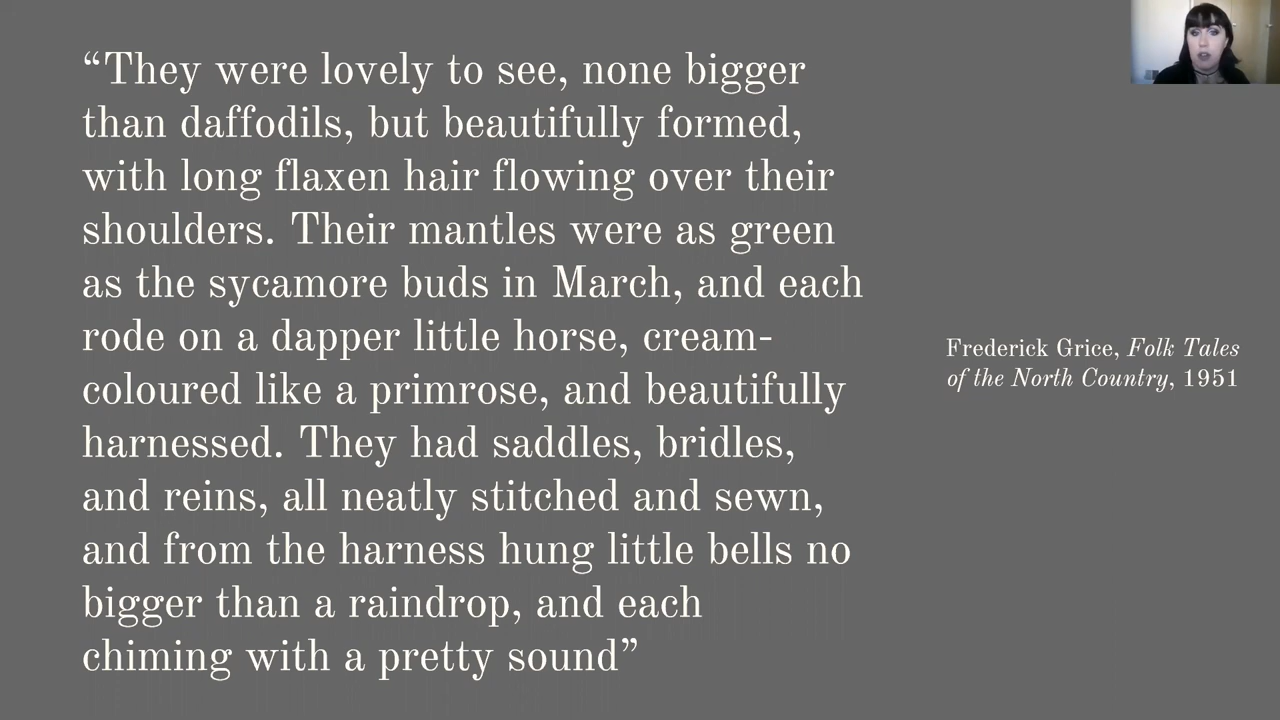 “They were lovely to see, none bigger
than daffodils, but beautifully formed,
with long flaxen hair flowing over their
shoulders. Their mantles were as green
as the sycamore buds in March, and each
rode on a dapper little horse, cream-
coloured like a primrose, and beautifully
harnessed. They had saddles, bridles,
and reins, all neatly stitched and sewn,
and from the harness hung little bells no
bigger than a raindrop, and each
chiming with a pretty sound”
Frederick Grice, Folk Tales
of the North Country, 1951